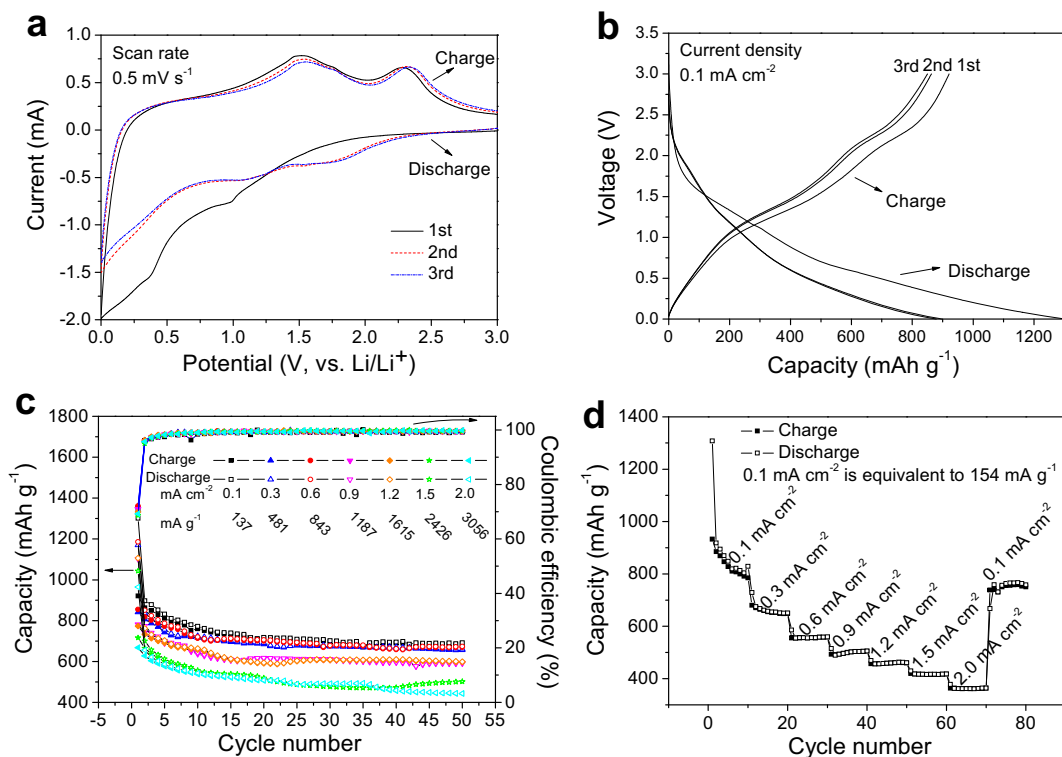 a
Scan rate
0.5 mV s⁻¹
Charge
Discharge
1st
2nd
3rd
Current (mA)
1.0
0.5
0.0
-0.5
-1.0
-1.5
-2.0
0.0 0.5 1.0 1.5 2.0 2.5 3.0
Potential (V, vs. Li/Li⁺)
b
Current density
0.1 mA cm⁻²
3rd 2nd 1st
Charge
Discharge
Voltage (V)
3.5
3.0
2.5
2.0
1.5
1.0
0.5
0.0
0 200 400 600 800 1000 1200
Capacity (mAh g⁻¹)
c
Capacity (mAh g⁻¹)
1800
1600
1400
1200
1000
800
600
400
Charge
Discharge
mA cm⁻² 0.1 0.3 0.6 0.9 1.2 1.5 2.0
mA g⁻¹ 137 481 843 1187 1615 2426 3056
100
80
60
40
20
0
Coulombic efficiency (%)
-5 0 5 10 15 20 25 30 35 40 45 50 55
Cycle number
d
Charge
Discharge
0.1 mA cm⁻² is equivalent to 154 mA g⁻¹
0.1 mA cm⁻²
0.3 mA cm⁻²
0.6 mA cm⁻²
0.9 mA cm⁻²
1.2 mA cm⁻²
1.5 mA cm⁻²
2.0 mA cm⁻²
0.1 mA cm⁻²
Capacity (mAh g⁻¹)
1400
1200
1000
800
600
400
0 20 40 60 80
Cycle number